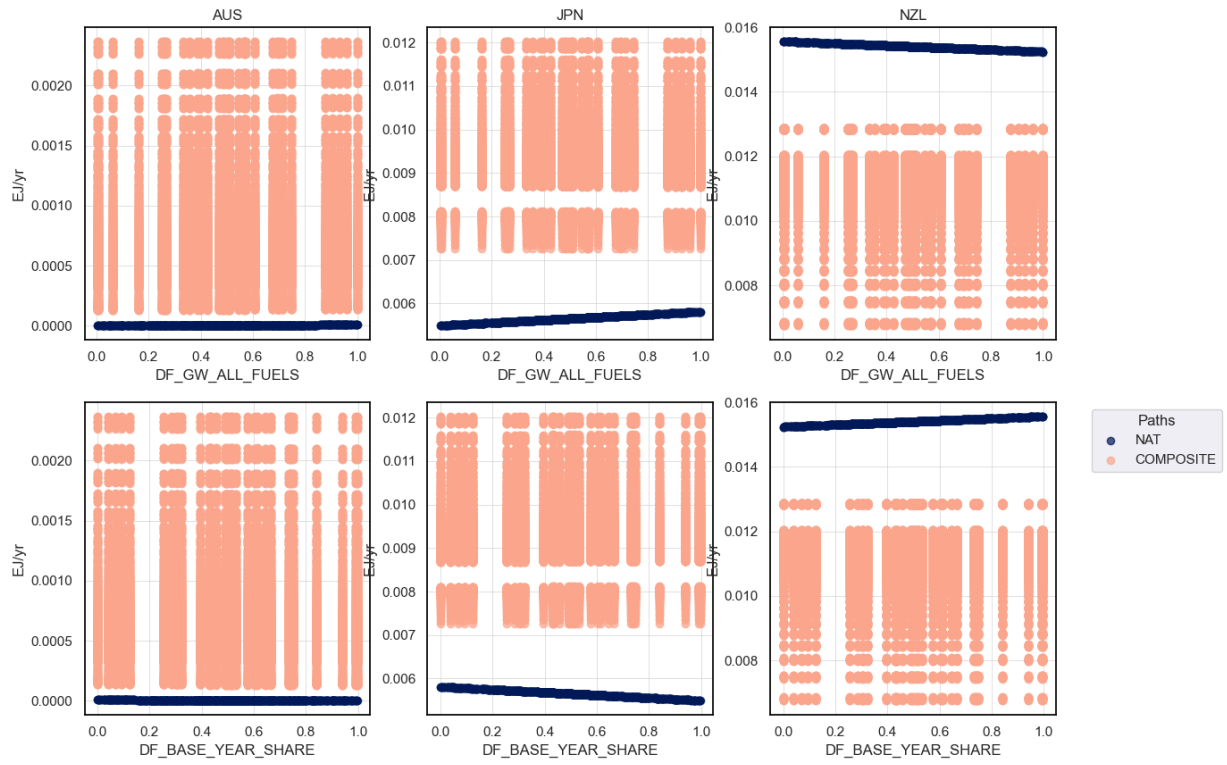 AUS
JPN
NZL
EJ/yr
0.0020
0.0015
0.0010
0.0005
0.0000
0.0 0.2 0.4 0.6 0.8 1.0
DF_GW_ALL_FUELS
EJ/yr
0.012
0.011
0.010
0.009
0.008
0.007
0.006
0.0 0.2 0.4 0.6 0.8 1.0
DF_GW_ALL_FUELS
EJ/yr
0.016
0.014
0.012
0.010
0.008
0.0 0.2 0.4 0.6 0.8 1.0
DF_GW_ALL_FUELS
EJ/yr
0.0020
0.0015
0.0010
0.0005
0.0000
0.0 0.2 0.4 0.6 0.8 1.0
DF_BASE_YEAR_SHARE
EJ/yr
0.012
0.011
0.010
0.009
0.008
0.007
0.006
0.0 0.2 0.4 0.6 0.8 1.0
DF_BASE_YEAR_SHARE
EJ/yr
0.016
0.014
0.012
0.010
0.008
0.0 0.2 0.4 0.6 0.8 1.0
DF_BASE_YEAR_SHARE
Paths
NAT
COMPOSITE